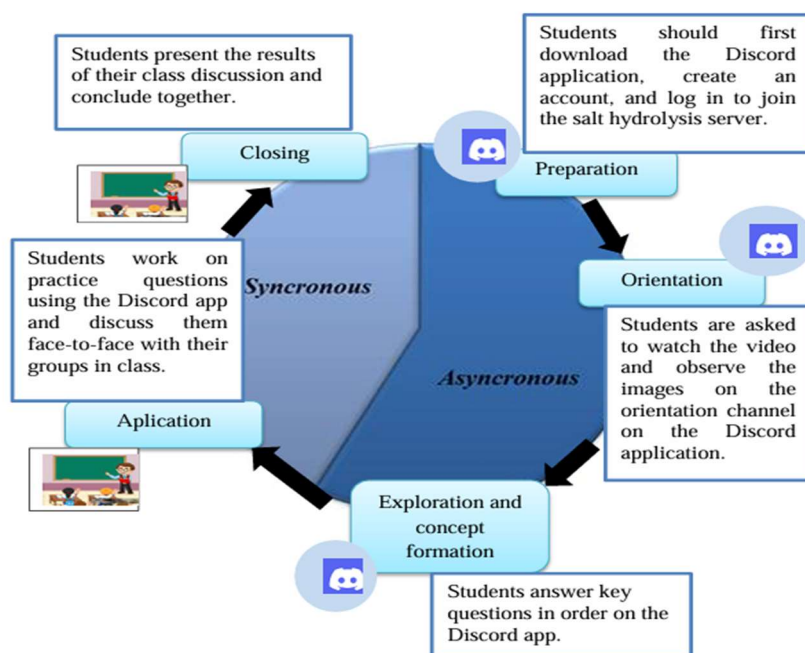 Students present the results
of their class discussion and
conclude together.
Closing
Students should first
download the Discord
application, create an
account, and log in to join
the salt hydrolysis server.
Preparation
Orientation
Students are asked
to watch the video
and observe the
images on the
orientation channel
on the Discord
application.
Students work on
practice questions
using the Discord app
and discuss them
face-to-face with their
groups in class.
Syncronous
Asyncronous
Aplication
Exploration and
concept
formation
Students answer key
questions in order on the
Discord app.